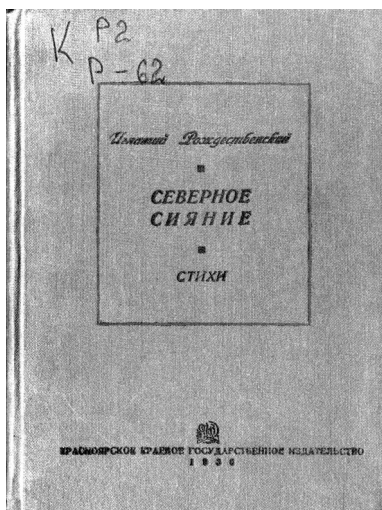 К Р2
Р-62
Игнатий Рождественский
СЕВЕРНОЕ
СИЯНИЕ
СТИХИ
КРАСНОЯРСКОЕ КРАЕВОЕ ГОСУДАРСТВЕННОЕ ИЗДАТЕЛЬСТВО